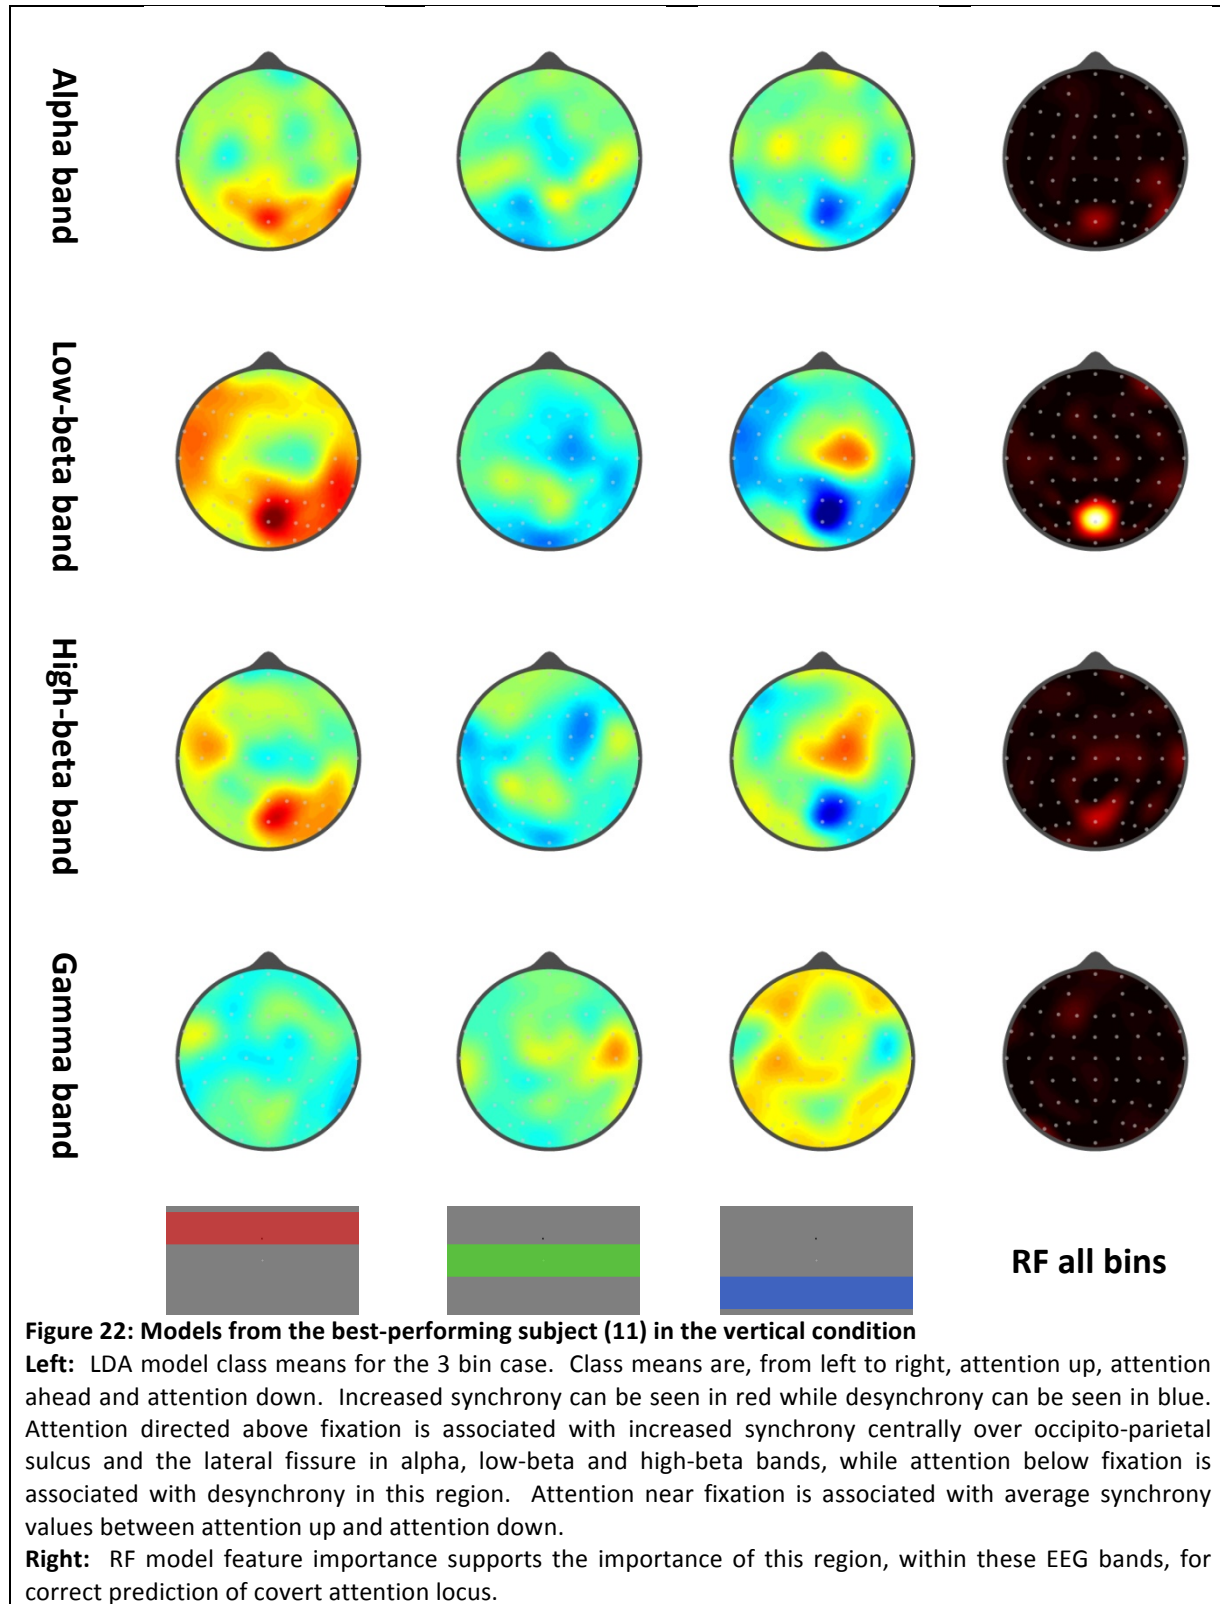 Alpha band
Low-beta band
High-beta band
Gamma band
RF all bins
Figure 22: Models from the best-performing subject (11) in the vertical condition
Left: LDA model class means for the 3 bin case. Class means are, from left to right, attention up, attention
ahead and attention down. Increased synchrony can be seen in red while desynchrony can be seen in blue.
Attention directed above fixation is associated with increased synchrony centrally over occipito-parietal
sulcus and the lateral fissure in alpha, low-beta and high-beta bands, while attention below fixation is
associated with desynchrony in this region. Attention near fixation is associated with average synchrony
values between attention up and attention down.
Right: RF model feature importance supports the importance of this region, within these EEG bands, for
correct prediction of covert attention locus.